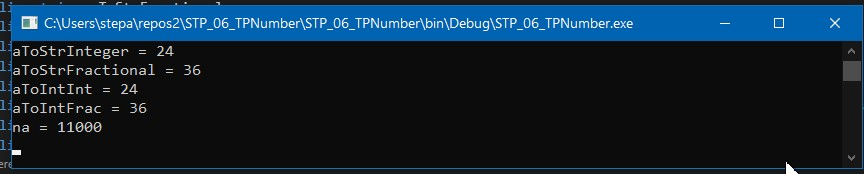 C:\Users\stepa\repos2\STP_06_TPNumber\STP_06_TPNumber\bin\Debug\STP_06_TPNumber.exe
aToStrInteger = 24
aToStrFractional = 36
aToIntInt = 24
aToIntFrac = 36
na = 11000